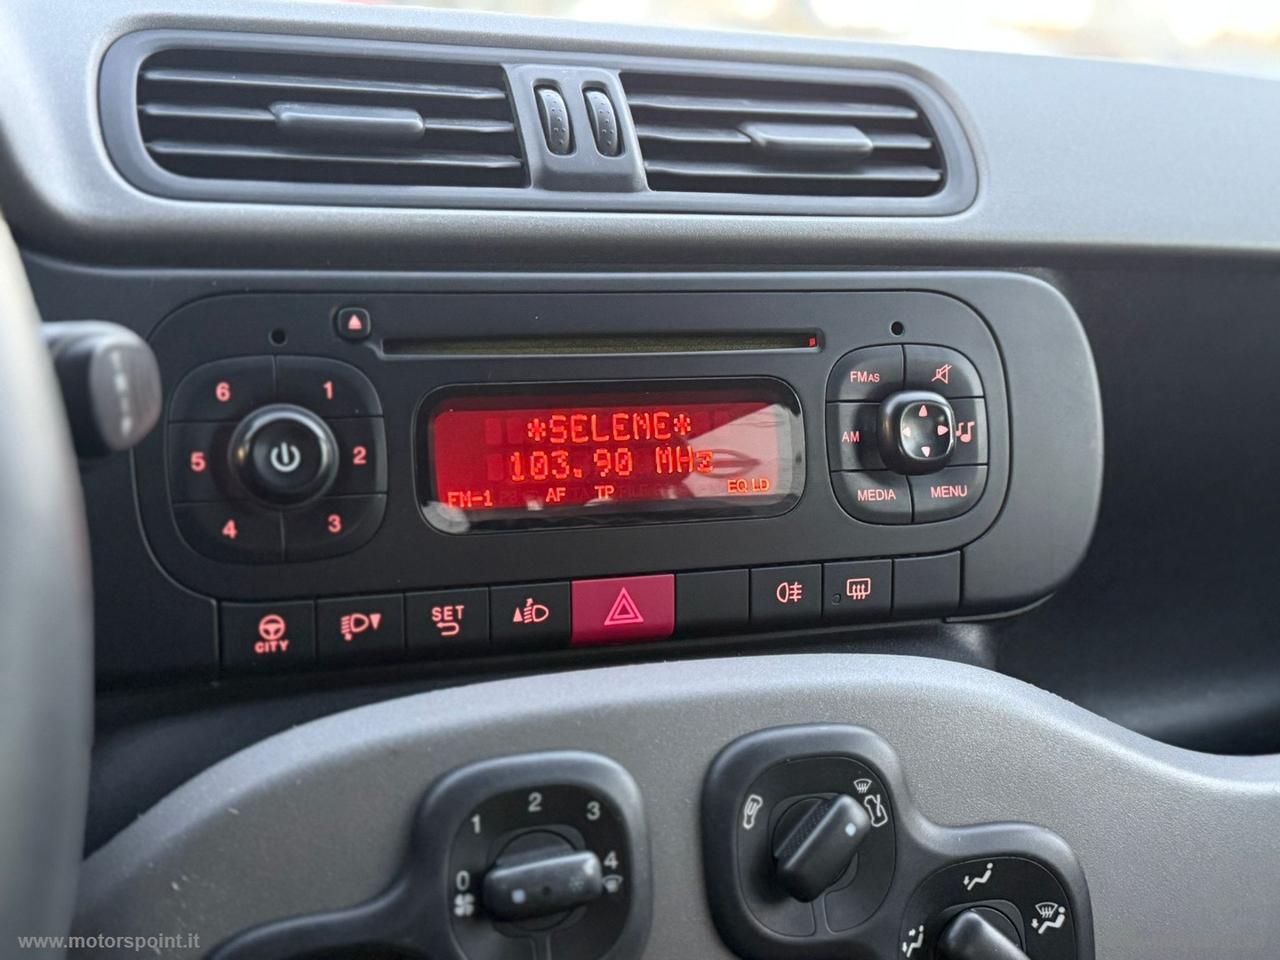 6 1
5 2
4 3
*SELENE*
103.90 MHz
FM-1 AF TP EQ LD
FMAS
AM
MEDIA MENU
CITY
SET
0 1 2 3 4
www.motorspoint.it